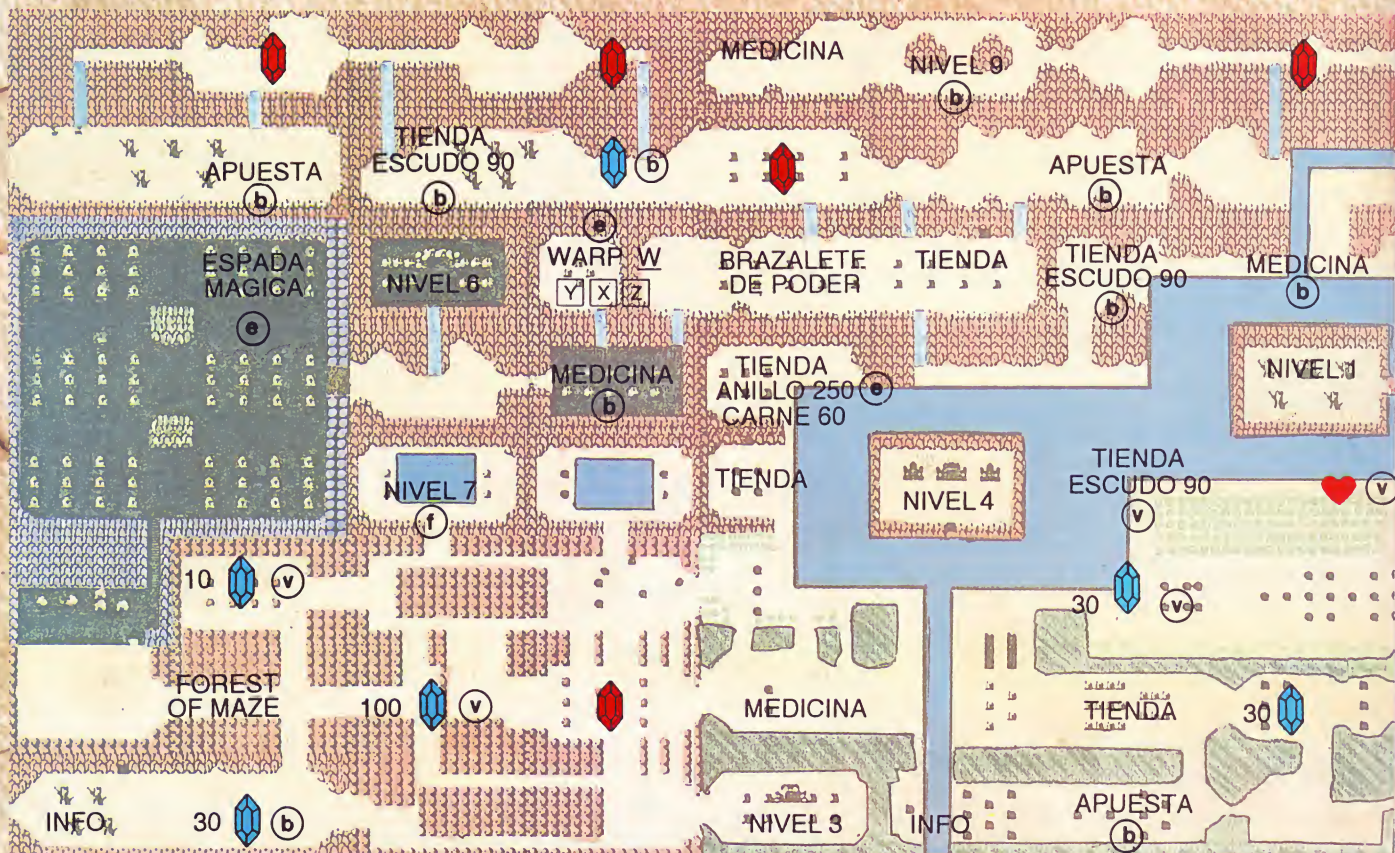 MEDICINA
NIVEL 9
b
TIENDA
ESCUDO 90
b
APUESTA
b
b
APUESTA
b
ESPADA
MAGICA
e
NIVEL 6
e
WARP W
Y X Z
BRAZALETE
DE PODER
TIENDA
TIENDA
ESCUDO 90
b
MEDICINA
b
MEDICINA
b
TIENDA
ANILLO 250 e
CARNE 60
NIVEL 1
NIVEL 7
f
TIENDA
NIVEL 4
TIENDA
ESCUDO 90
v
v
10 v
30 v
FOREST
OF MAZE
100 v
MEDICINA
TIENDA
30
INFO
30 b
NIVEL 3
INFO
APUESTA
b